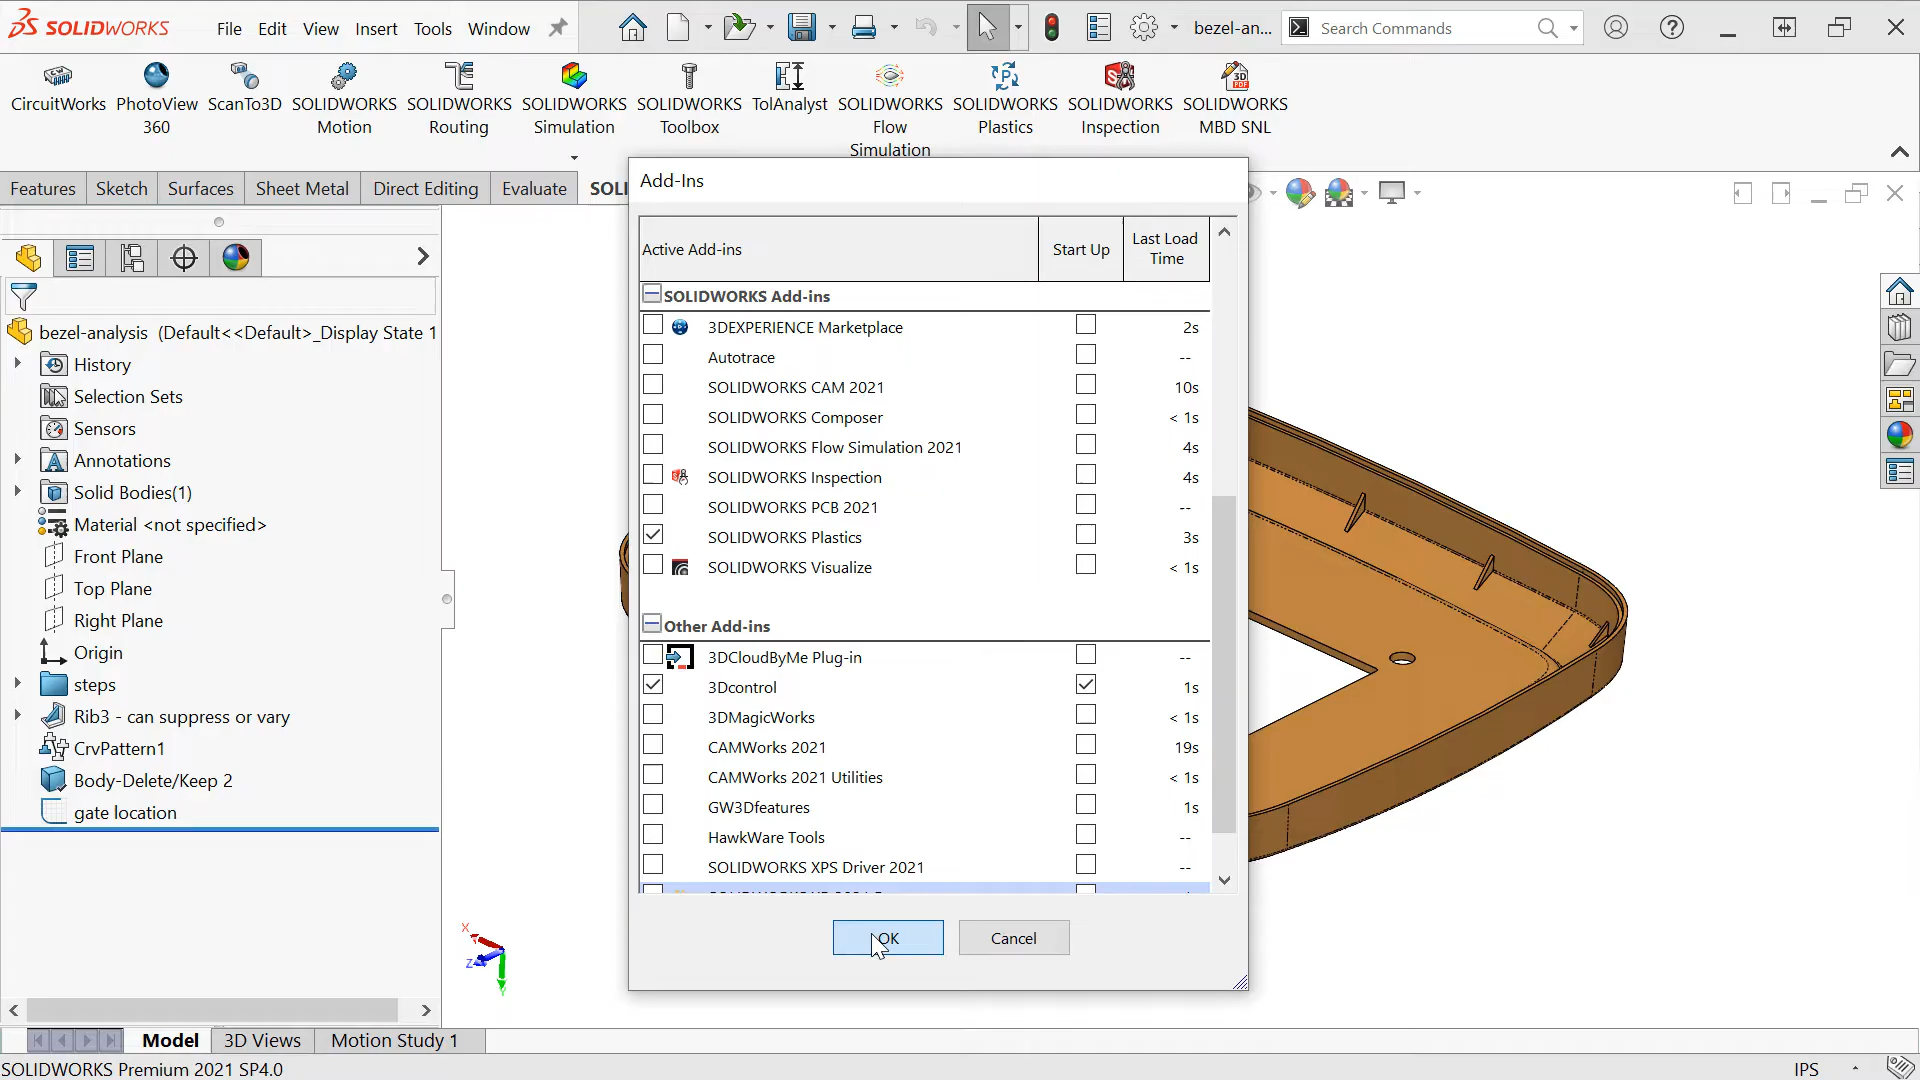 SOLIDWORKS File Edit View Insert Tools Window bezel-an... Search Commands
CircuitWorks PhotoView 360 ScanTo3D SOLIDWORKS Motion SOLIDWORKS Routing SOLIDWORKS Simulation SOLIDWORKS Toolbox TolAnalyst SOLIDWORKS Flow Simulation SOLIDWORKS Plastics SOLIDWORKS Inspection SOLIDWORKS MBD SNL
Features Sketch Surfaces Sheet Metal Direct Editing Evaluate SOLI
bezel-analysis (Default<<Default>_Display State 1
History
Selection Sets
Sensors
Annotations
Solid Bodies(1)
Material <not specified>
Front Plane
Top Plane
Right Plane
Origin
steps
Rib3 - can suppress or vary
CrvPattern1
Body-Delete/Keep 2
gate location
Add-Ins
Active Add-ins Start Up Last Load Time
SOLIDWORKS Add-ins
3DEXPERIENCE Marketplace 2s
Autotrace --
SOLIDWORKS CAM 2021 10s
SOLIDWORKS Composer < 1s
SOLIDWORKS Flow Simulation 2021 4s
SOLIDWORKS Inspection 4s
SOLIDWORKS PCB 2021 --
SOLIDWORKS Plastics 3s
SOLIDWORKS Visualize < 1s
Other Add-ins
3DCloudByMe Plug-in --
3Dcontrol 1s
3DMagicWorks < 1s
CAMWorks 2021 19s
CAMWorks 2021 Utilities < 1s
GW3Dfeatures 1s
HawkWare Tools --
SOLIDWORKS XPS Driver 2021 --
OK Cancel
X
Z
Y
Model 3D Views Motion Study 1
SOLIDWORKS Premium 2021 SP4.0 IPS